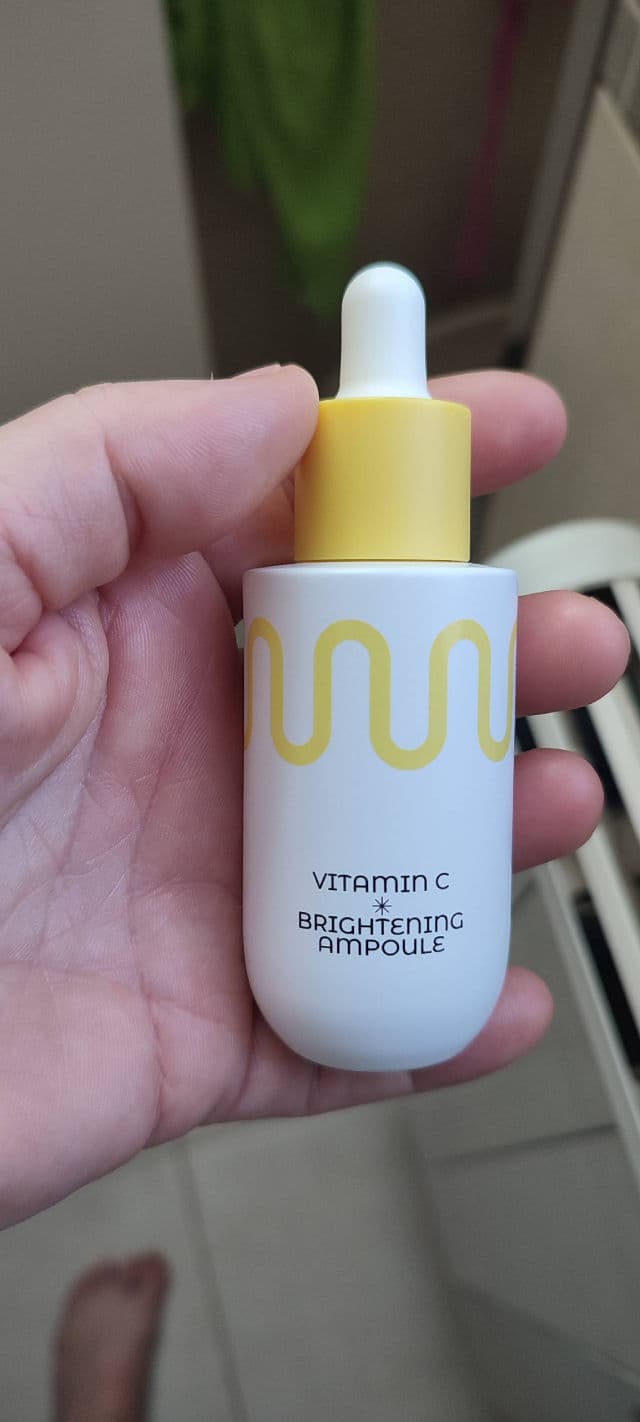 VITAMIN C
*
BRIGHTENING
AMPOULE